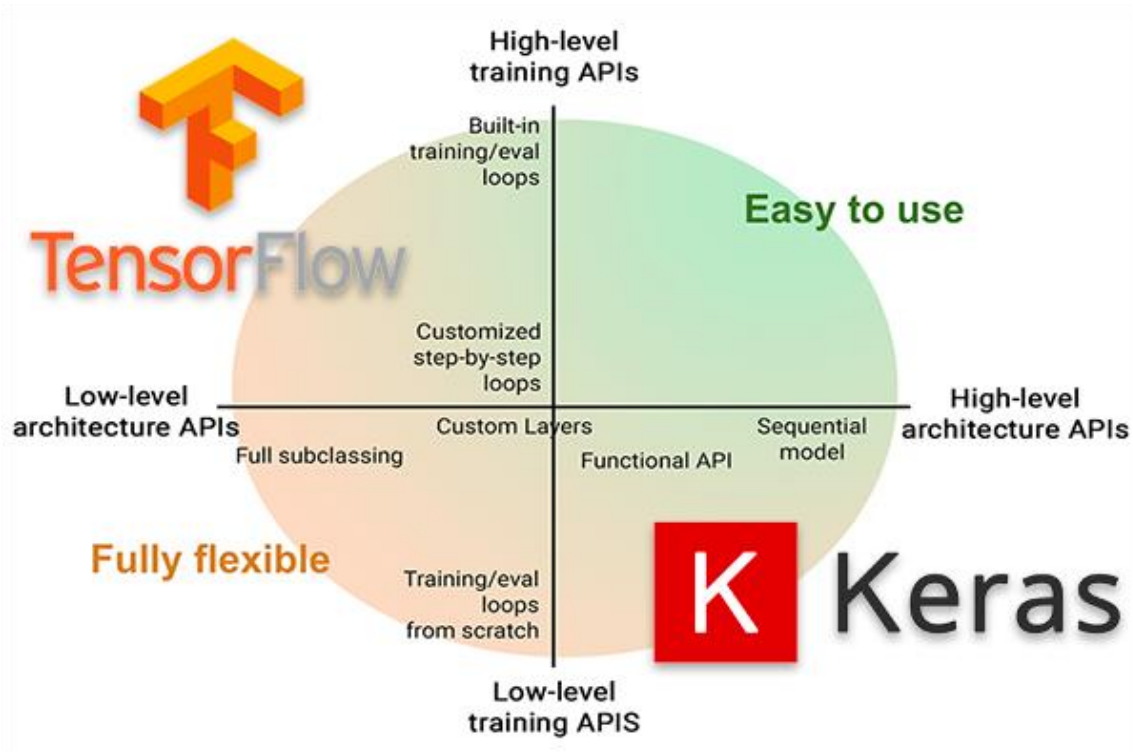 High-level
training APIs
Built-in
training/eval
loops
Easy to use
TensorFlow
Customized
step-by-step
loops
Low-level
architecture APIs
High-level
architecture APIs
Custom Layers
Sequential
model
Full subclassing
Functional API
Fully flexible
K Keras
Training/eval
loops
from scratch
Low-level
training APIS